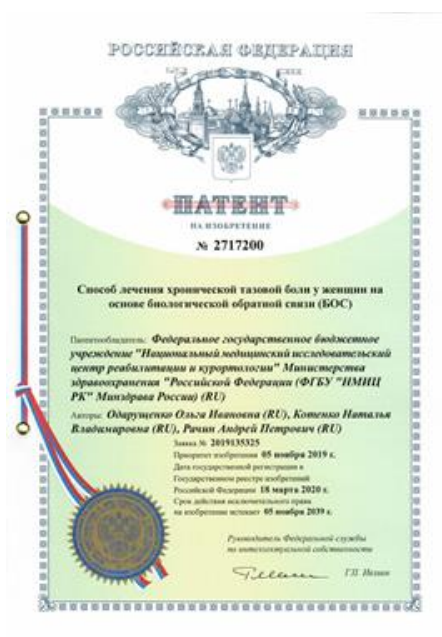 РОССИЙСКАЯ ФЕДЕРАЦИЯ
ПАТЕНТ
НА ИЗОБРЕТЕНИЕ
№ 2717200
Способ лечения хронической тазовой боли у женщин на
основе биологической обратной связи (БОС)
Патентообладатель: Федеральное государственное бюджетное
учреждение "Национальный медицинский исследовательский
центр реабилитации и курортологии" Министерства
здравоохранения "Российской Федерации (ФГБУ "НМИЦ
РК" Минздрава России) (RU)
Авторы: Одарущенко Ольга Ивановна (RU), Котенко Наталья
Владимировна (RU), Рачин Андрей Петрович (RU)
Заявка № 2019135325
Приоритет изобретения 05 ноября 2019 г.
Дата государственной регистрации в
Государственном реестре изобретений
Российской Федерации 18 марта 2020 г.
Срок действия исключительного права
на изобретение истекает 05 ноября 2039 г.
Руководитель Федеральной службы
по интеллектуальной собственности
Г.П. Ивлиев